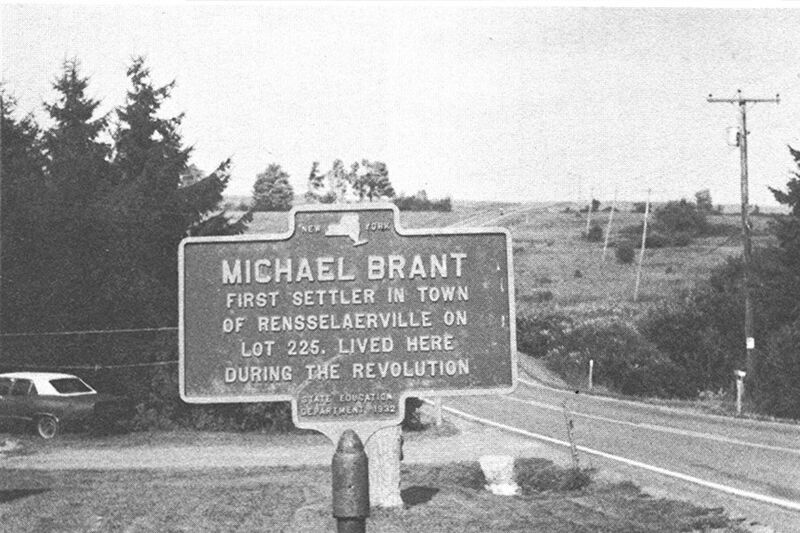 NEW YORK
MICHAEL BRANT
FIRST SETTLER IN TOWN
OF RENSSELAERVILLE ON
LOT 225. LIVED HERE
DURING THE REVOLUTION
STATE EDUCATION
DEPARTMENT 1932